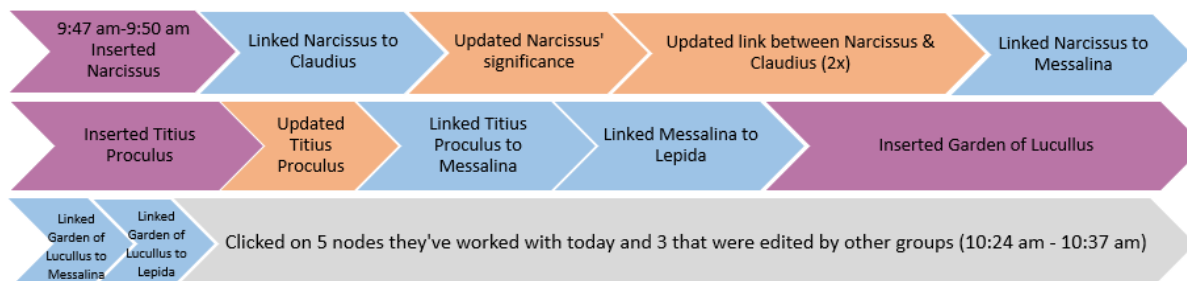 9:47 am-9:50 am
Inserted
Narcissus
Linked Narcissus to
Claudius
Updated Narcissus'
significance
Updated link between Narcissus &
Claudius (2x)
Linked Narcissus to
Messalina
Inserted Titius
Proculus
Updated
Titius
Proculus
Linked Titius
Proculus to
Messalina
Linked Messalina to
Lepida
Inserted Garden of Lucullus
Linked
Garden of
Lucullus to
Messalina
Linked
Garden of
Lucullus to
Lepida
Clicked on 5 nodes they've worked with today and 3 that were edited by other groups (10:24 am - 10:37 am)